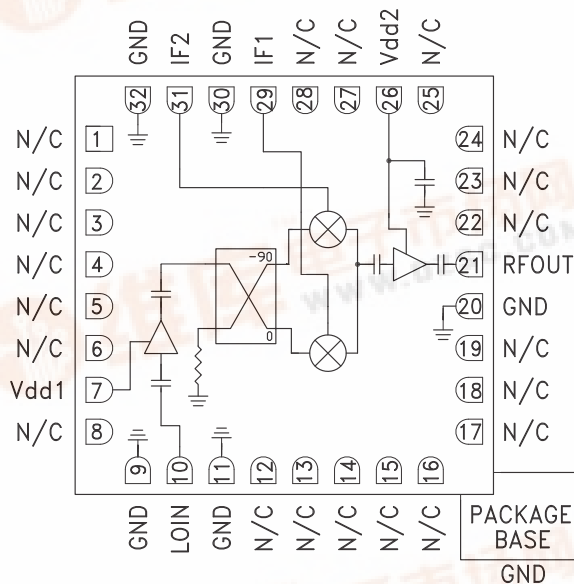 GND
IF2
GND
IF1
N/C
N/C
Vdd2
N/C
32
31
30
29
28
27
26
25
N/C 1
N/C 2
N/C 3
N/C 4
N/C 5
N/C 6
Vdd1 7
N/C 8
-90
0
24 N/C
23 N/C
22 N/C
21 RFOUT
20 GND
19 N/C
18 N/C
17 N/C
9
10
11
12
13
14
15
16
GND
LOIN
GND
N/C
N/C
N/C
N/C
N/C
PACKAGE
BASE
GND